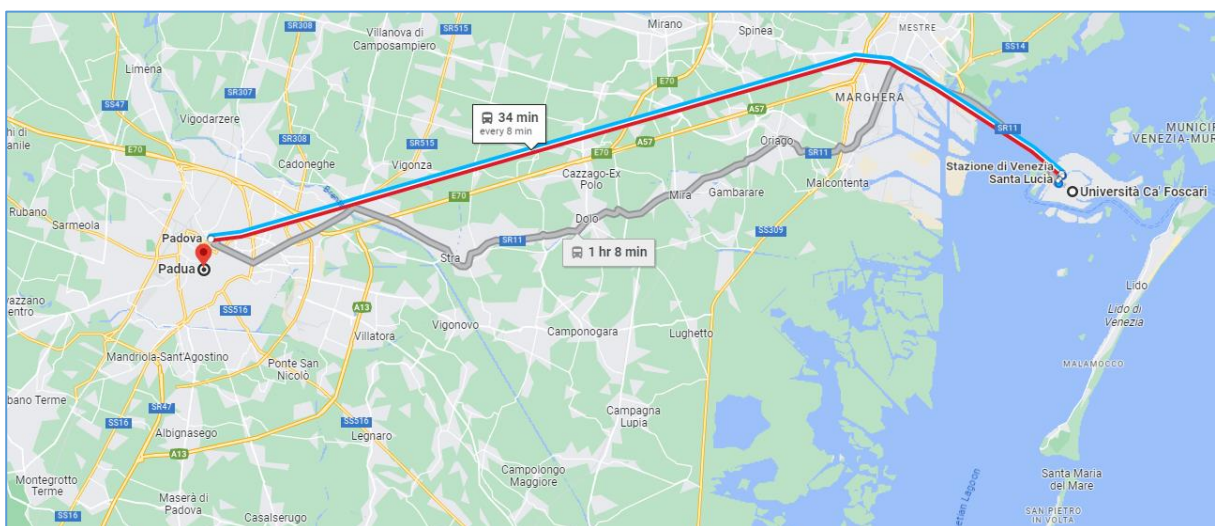 SR308
Villanova di
Camposampiero
SR515
Mirano
Spinea
MESTRE
SS14
Limena
SS47
SR307
Vigodarzere
E70
A57
MARGHERA
34 min
every 8 min
SR308
SR515
A57
Oriago
SR11
SR11
MUNICIP
VENEZIA-MUR
E70
Cadoneghe
Vigonza
E70
Cazzago-Ex
Polo
Malcontenta
Stazione di Venezia
Santa Lucia
Università Ca' Foscari
Rubano
Sarmeola
E70
Mira
Gambarare
Padova
Padua
Dolo
SR11
Stra
1 hr 8 min
SS309
SS516
A13
Lido
Lido di
Venezia
Villatora
Vigonovo
Camponogara
Lughetto
Mandriola-Sant'Agostino
Ponte San
Nicolò
MALAMOCCO
bano Terme
SR47
SS16
Albignasego
SS516
Legnaro
Campagna
Lupia
A13
Montegrotto
Terme
Maserà di
Padova
Campolongo
Maggiore
Santa Maria
del Mare
SS16
Casalserugo
etian Lagoon
SAN PIETRO
IN VOLTA